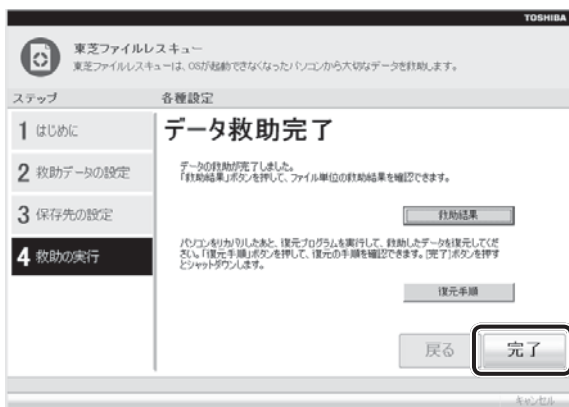 TOSHIBA
東芝ファイルレスキュー
東芝ファイルレスキューは、OSが起動できなくなったパソコンから大切なデータを救助します。
ステップ
各種設定
1 はじめに
2 救助データの設定
3 保存先の設定
4 救助の実行
データ救助完了
データの救助が完了しました。
「救助結果」ボタンを押して、ファイル単位の救助結果を確認できます。
救助結果
パソコンをリカバリしたあと、復元プログラムを実行して、救助したデータを復元してくだ
さい。「復元手順」ボタンを押して、復元の手順を確認できます。[完了]ボタンを押す
とシャットダウンします。
復元手順
戻る
完了
キャンセル